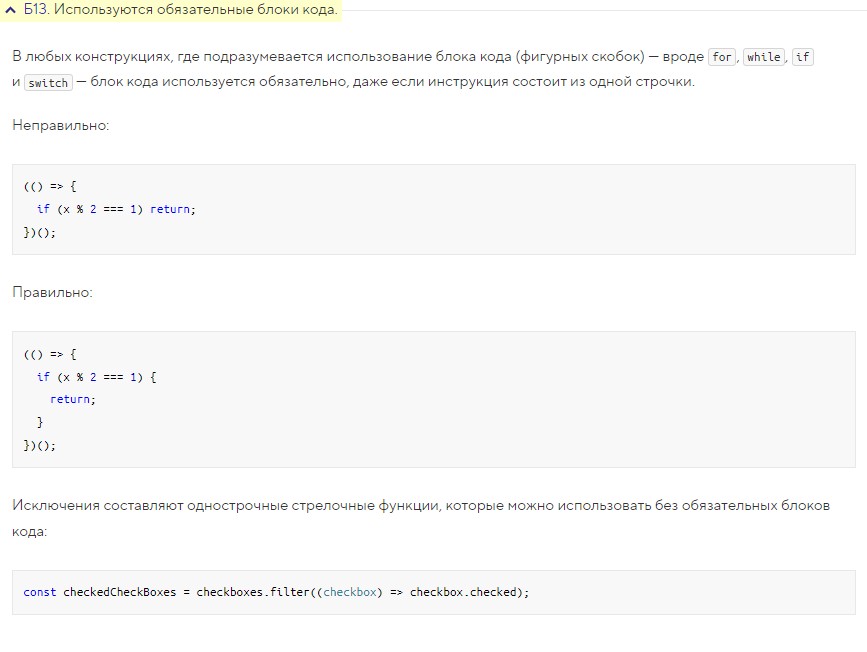 Б13. Используются обязательные блоки кода.
В любых конструкциях, где подразумевается использование блока кода (фигурных скобок) — вроде for, while, if
и switch — блок кода используется обязательно, даже если инструкция состоит из одной строчки.
Неправильно:
(() => {
  if (x % 2 === 1) return;
})();
Правильно:
(() => {
  if (x % 2 === 1) {
    return;
  }
})();
Исключения составляют однострочные стрелочные функции, которые можно использовать без обязательных блоков
кода:
const checkedCheckBoxes = checkboxes.filter((checkbox) => checkbox.checked);